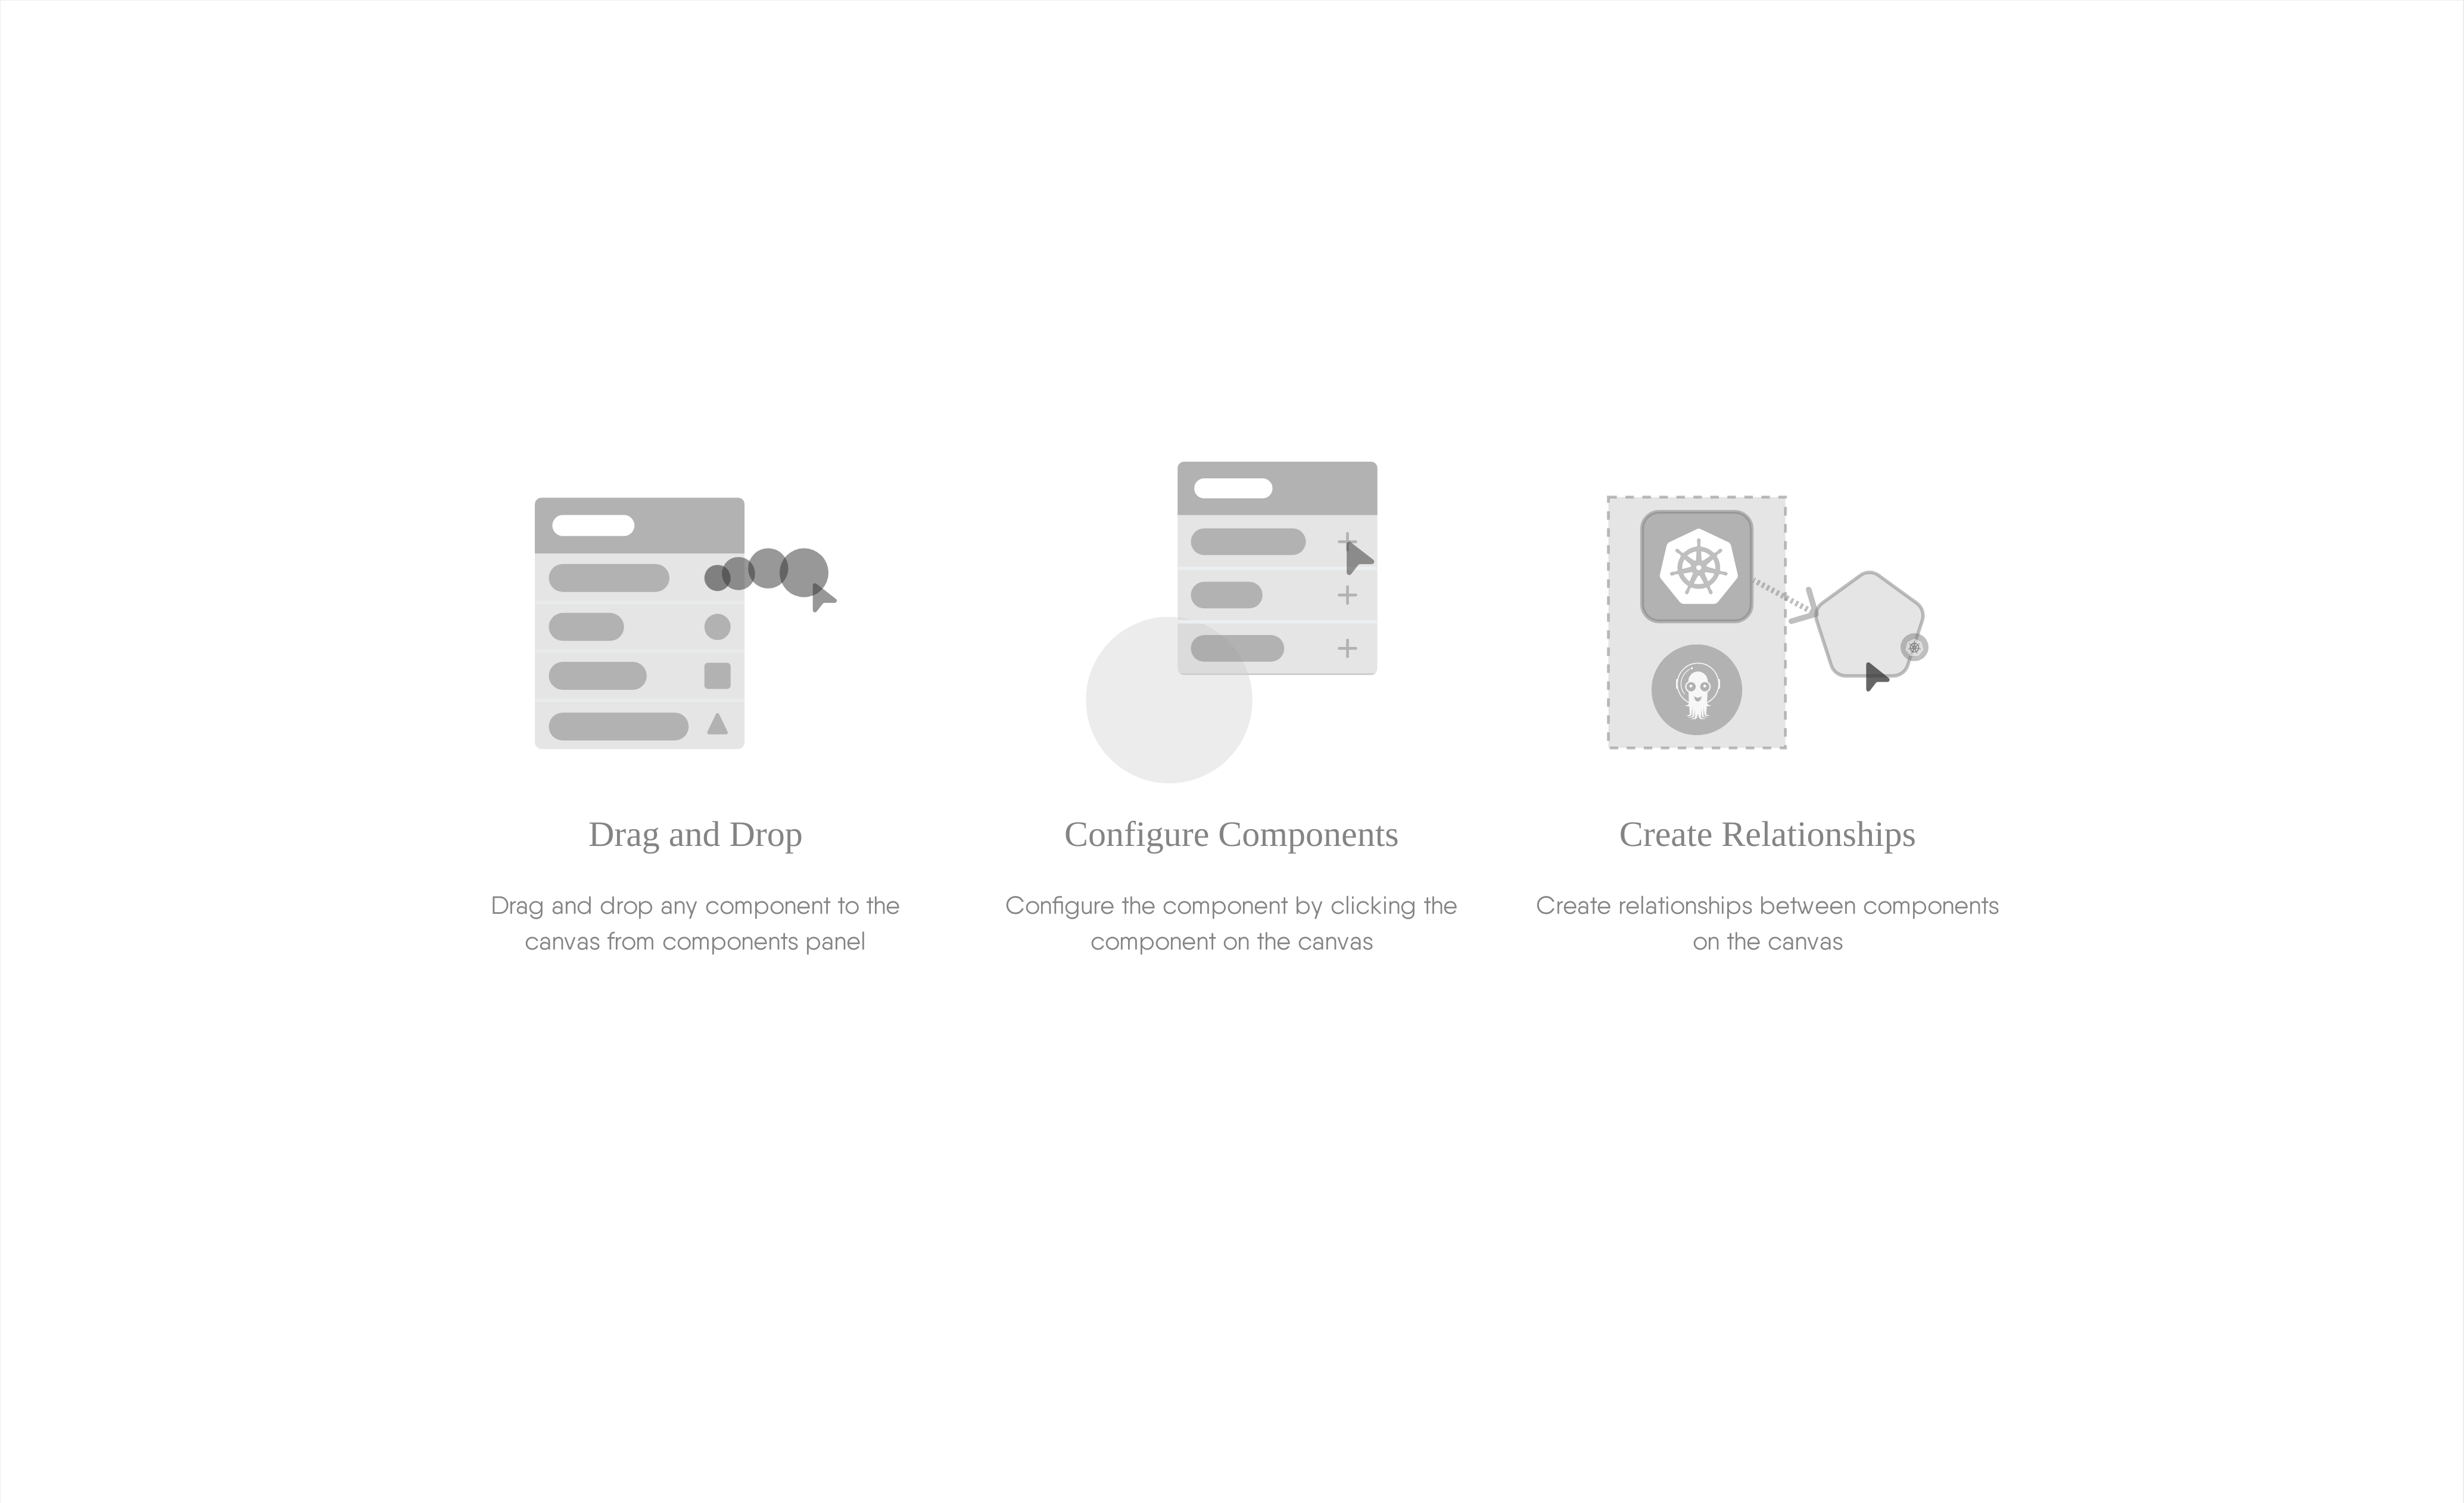 Drag and Drop
Drag and drop any component to the
canvas from components panel
Configure Components
Configure the component by clicking the
component on the canvas
Create Relationships
Create relationships between components
on the canvas